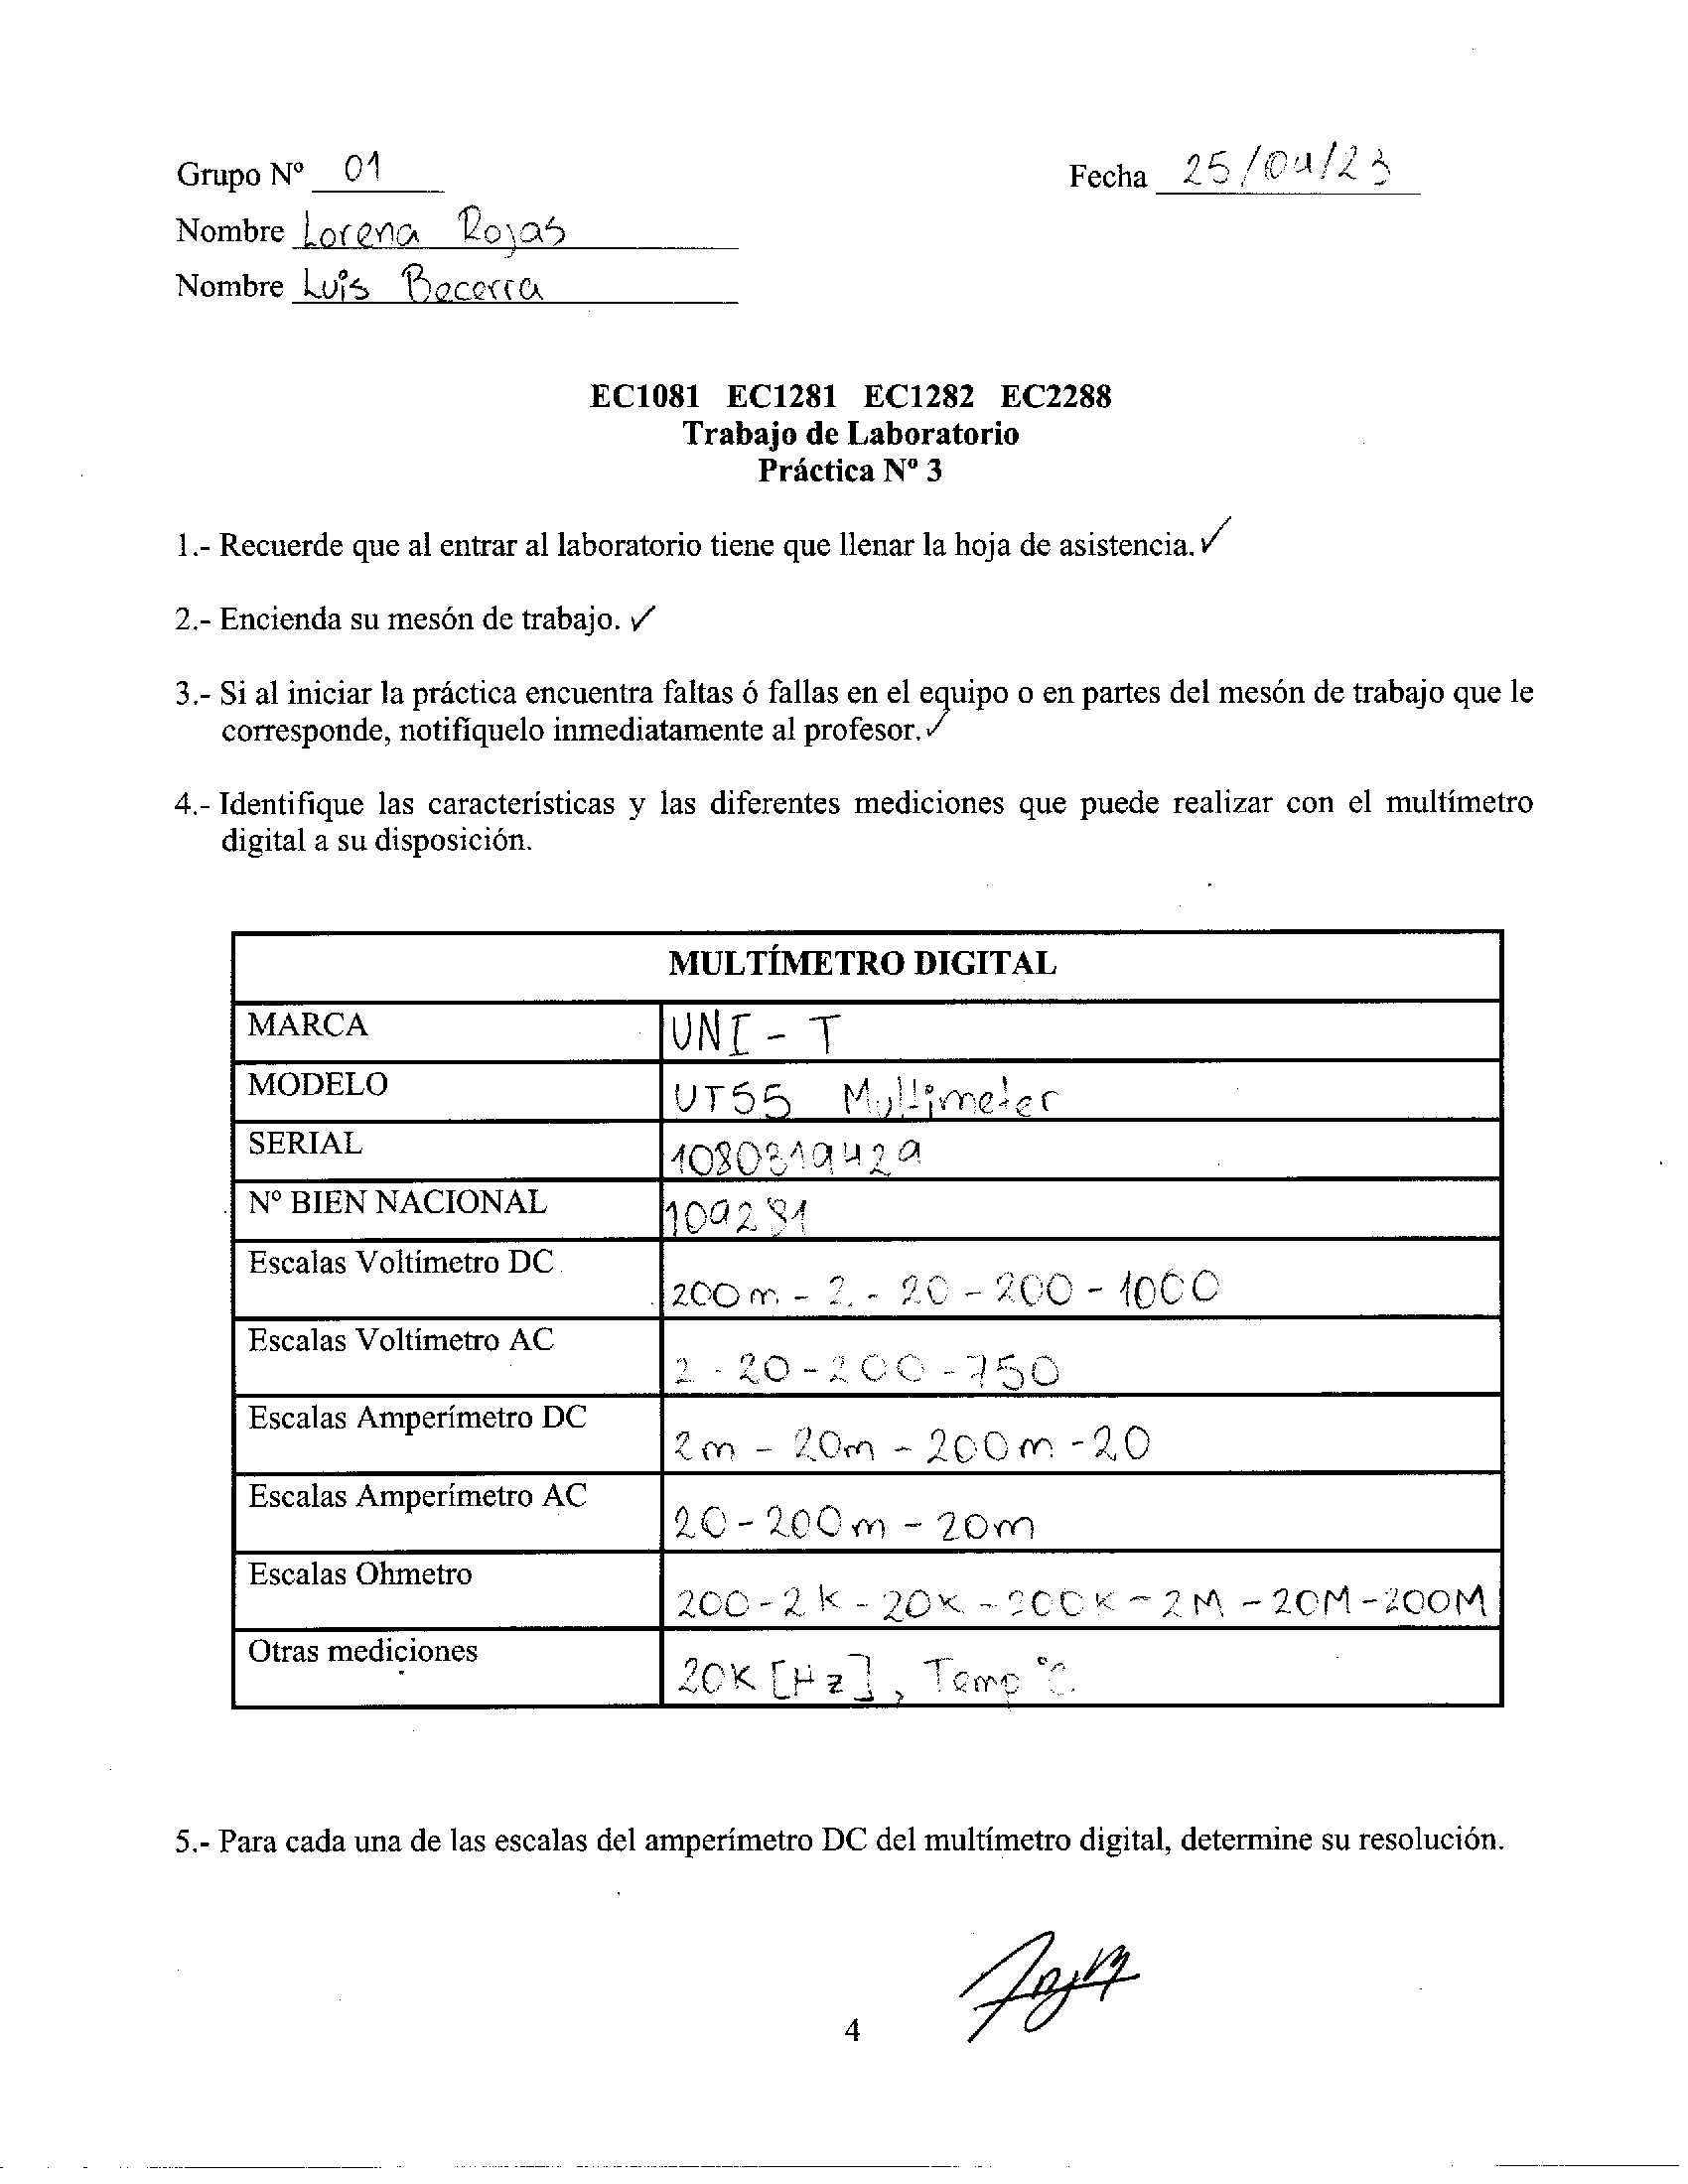 Grupo Nº 01
Fecha 25/04/23
Nombre Lorena Rojas
Nombre Luis Becerra
EC1081 EC1281 EC1282 EC2288
Trabajo de Laboratorio
Práctica Nº 3
1.- Recuerde que al entrar al laboratorio tiene que llenar la hoja de asistencia. ✓
2.- Encienda su mesón de trabajo. ✓
3.- Si al iniciar la práctica encuentra faltas ó fallas en el equipo o en partes del mesón de trabajo que le
corresponde, notifíquelo inmediatamente al profesor. ✓
4.- Identifique las características y las diferentes mediciones que puede realizar con el multímetro
digital a su disposición.
MULTÍMETRO DIGITAL
MARCA UNI - T
MODELO UT55 Multimeter
SERIAL 1080319429
Nº BIEN NACIONAL
Escalas Voltímetro DC 200m - 2 - 20 - 200 - 1000
Escalas Voltímetro AC 2 - 20 - 200 - 750
Escalas Amperímetro DC 2m - 20m - 200m - 20
Escalas Amperímetro AC 20 - 200m - 20m
Escalas Ohmetro 200 - 2K - 20K - 200K - 2M - 20M - 200M
Otras mediciones 20K [Hz], Temp °C
5.- Para cada una de las escalas del amperímetro DC del multímetro digital, determine su resolución.
4